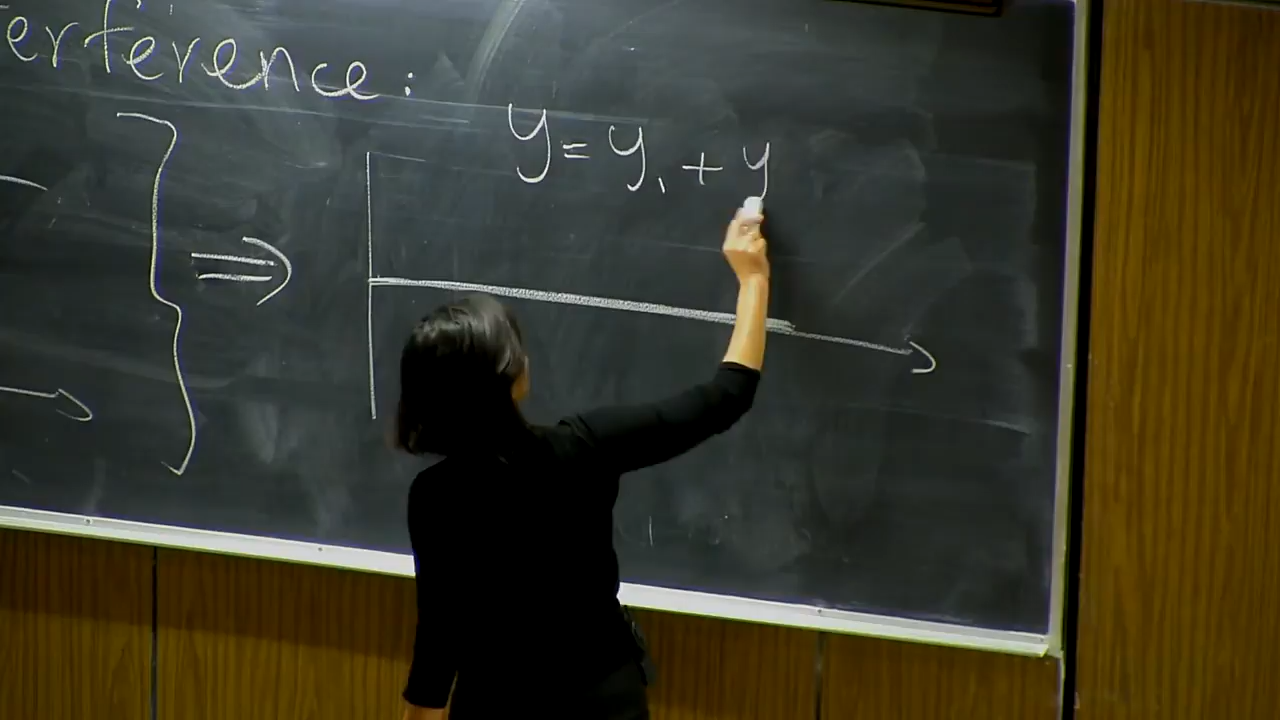 erference:
y = y₁ + y